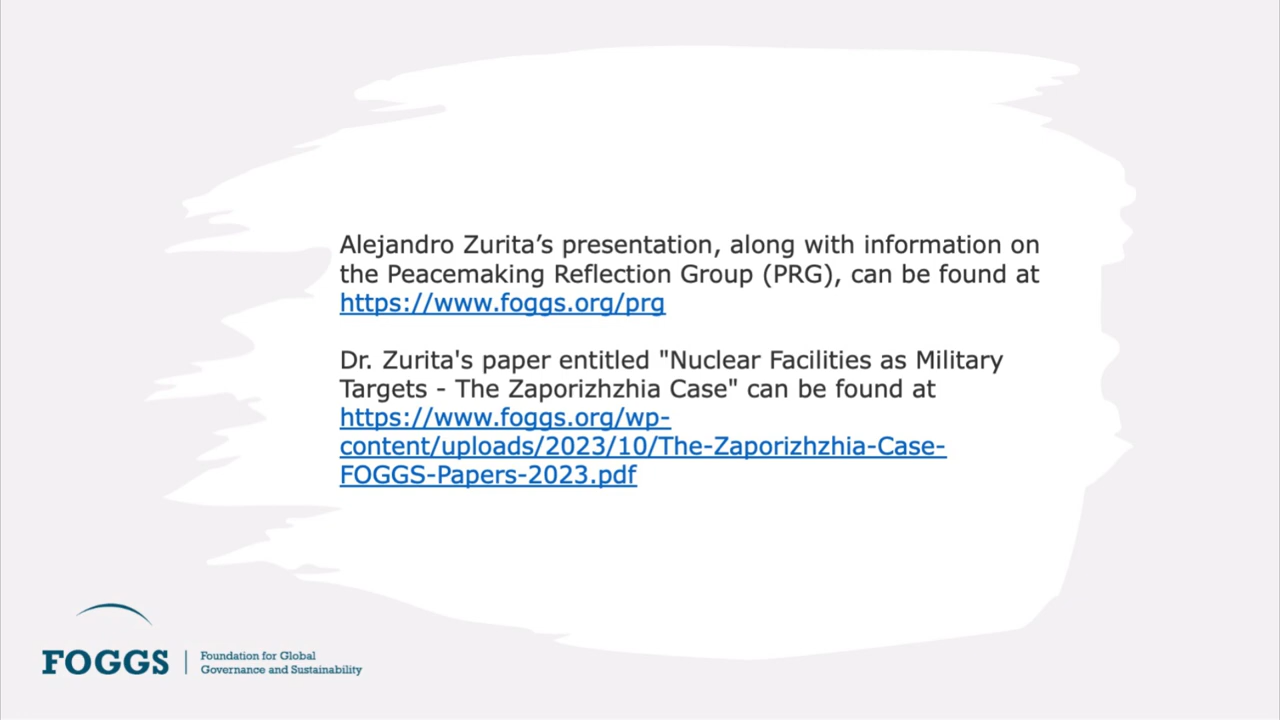 Alejandro Zurita’s presentation, along with information on
the Peacemaking Reflection Group (PRG), can be found at
https://www.foggs.org/prg
Dr. Zurita's paper entitled "Nuclear Facilities as Military
Targets - The Zaporizhzhia Case" can be found at
https://www.foggs.org/wp-
content/uploads/2023/10/The-Zaporizhzhia-Case-
FOGGS-Papers-2023.pdf
FOGGS
Foundation for Global
Governance and Sustainability